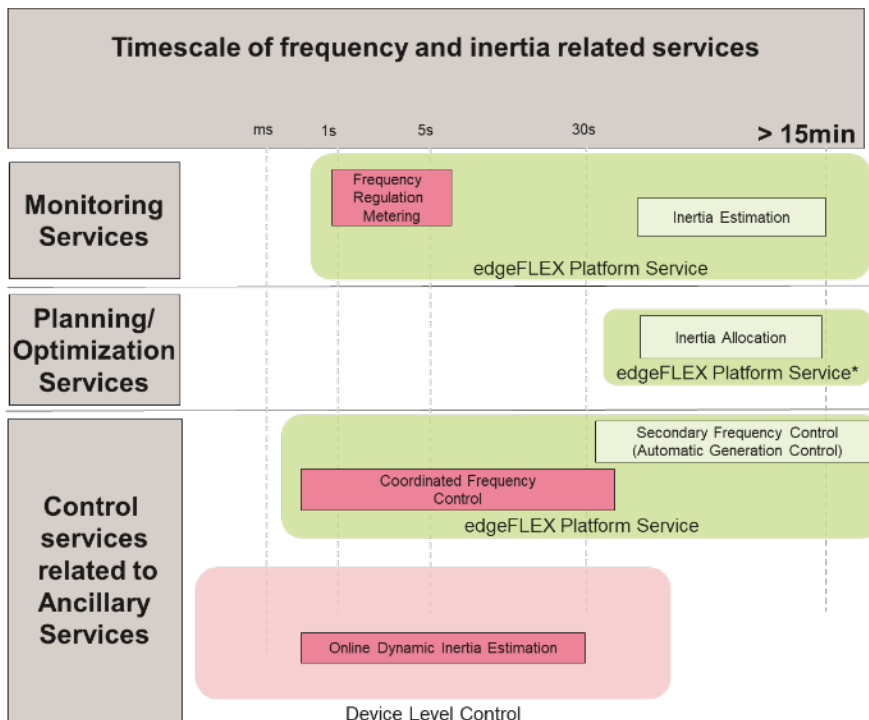 Timescale of frequency and inertia related services
ms 1s 5s 30s > 15min
Monitoring
Services
Frequency
Regulation
Metering
Inertia Estimation
edgeFLEX Platform Service
Planning/
Optimization
Services
Inertia Allocation
edgeFLEX Platform Service*
Control
services
related to
Ancillary
Services
Secondary Frequency Control
(Automatic Generation Control)
Coordinated Frequency
Control
edgeFLEX Platform Service
Online Dynamic Inertia Estimation
Device Level Control